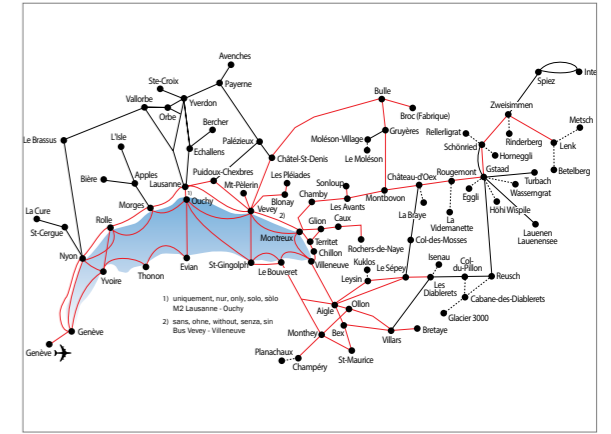 Avenches
Ste-Croix
Payerne
Vallorbe
Yverdon
Orbe
Bercher
Le Brassus
L'Isle
Echallens
Palézieux
Châtel-St-Denis
Bulle
Broc (Fabrique)
Gruyères
Moléson-Village
Le Moléson
Spiez
Inte
Zweisimmen
Metsch
Rellerligrat
Rinderberg
Lenk
Schönried
Horneggli
Betelberg
Bière
Apples
Lausanne
Puidoux-Chexbres
Mt-Pèlerin
Les Pléiades
Blonay
Sonloup
Chamby
Les Avants
Château-d'Oex
Montbovon
Rougemont
Gstaad
Eggli
Turbach
Wasserngrat
Höhi Wispile
1)
Ouchy
Morges
Vevey
2)
Glion
Caux
La Braye
La
Videmanette
Lauenen
Lauenensee
La Cure
St-Cergue
Rolle
Montreux
Territet
Chillon
Rochers-de-Naye
Col-des-Mosses
Nyon
Yvoire
Thonon
Evian
St-Gingolph
Le Bouveret
Villeneuve
Kuklos
Leysin
Le Sépey
Isenau
Col-
du-Pillon
Reusch
Les
Diablerets
Cabane-des-Diablerets
Glacier 3000
1) uniquement, nur, only, solo, sòlo
M2 Lausanne - Ouchy
2) sans, ohne, without, senza, sin
Bus Vevey - Villeneuve
Aigle
Ollon
Monthey
Bex
Villars
Bretaye
Genève
Genève
Planachaux
Champéry
St-Maurice